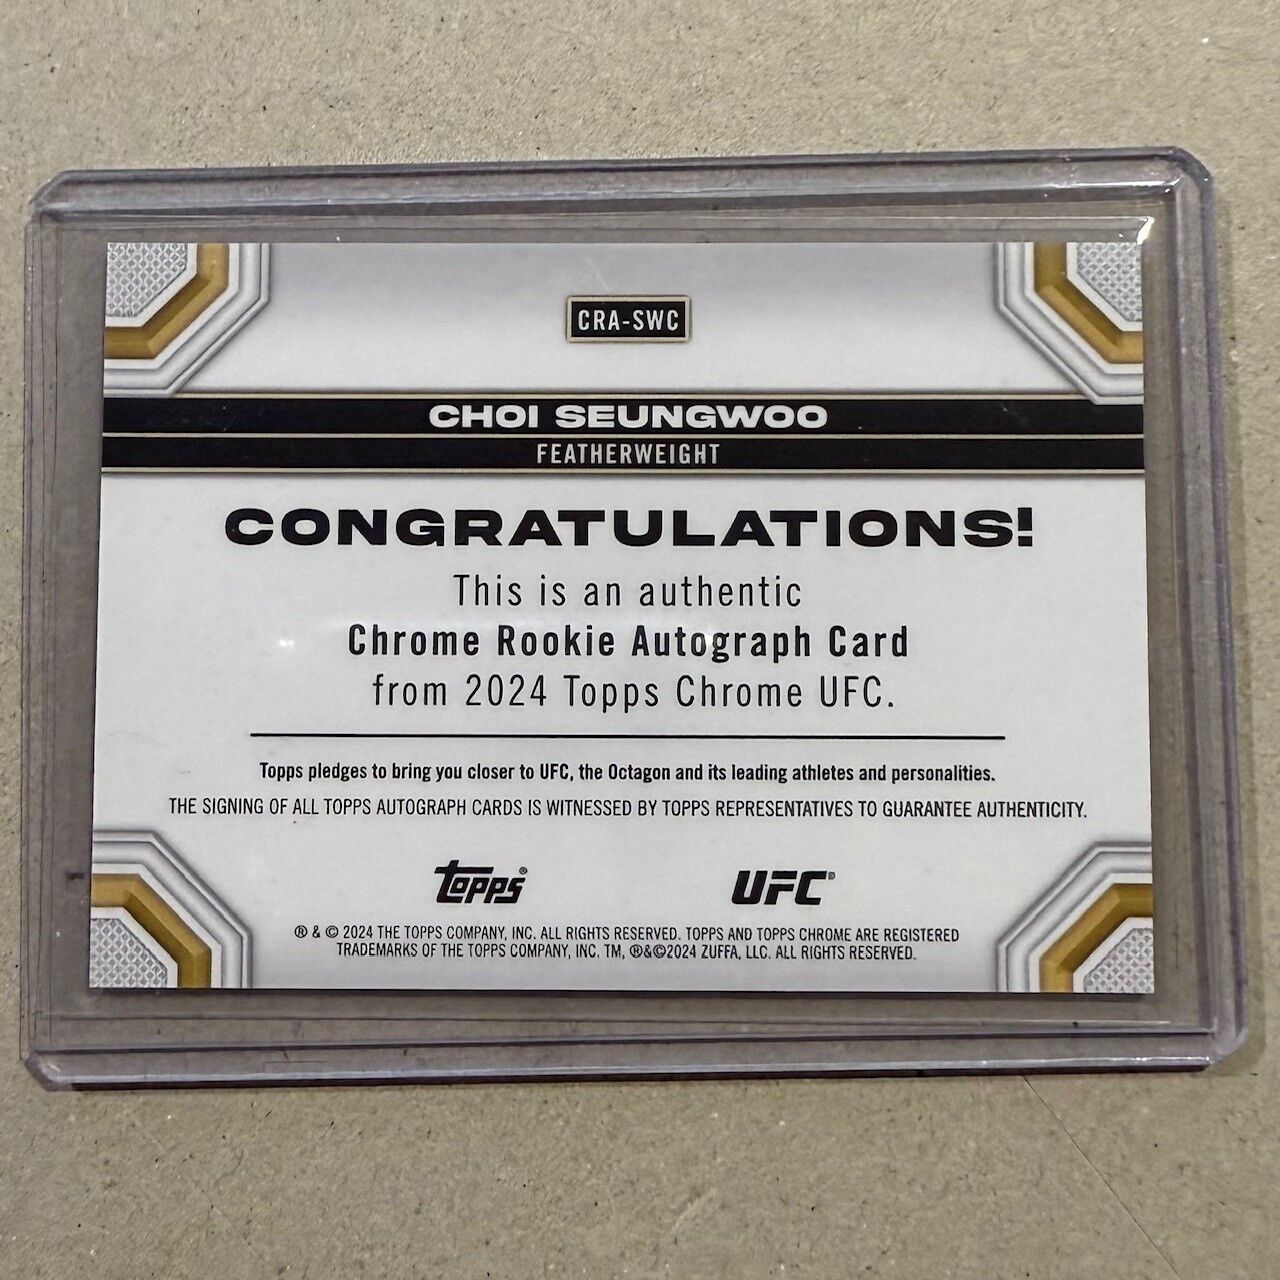 CRA-SWC
CHOI SEUNGWOO
FEATHERWEIGHT
CONGRATULATIONS!
This is an authentic
Chrome Rookie Autograph Card
from 2024 Topps Chrome UFC.
Topps pledges to bring you closer to UFC, the Octagon and its leading athletes and personalities.
THE SIGNING OF ALL TOPPS AUTOGRAPH CARDS IS WITNESSED BY TOPPS REPRESENTATIVES TO GUARANTEE AUTHENTICITY.
topps® UFC®
® & © 2024 THE TOPPS COMPANY, INC. ALL RIGHTS RESERVED. TOPPS AND TOPPS CHROME ARE REGISTERED
TRADEMARKS OF THE TOPPS COMPANY, INC. TM, ®&©2024 ZUFFA, LLC. ALL RIGHTS RESERVED.